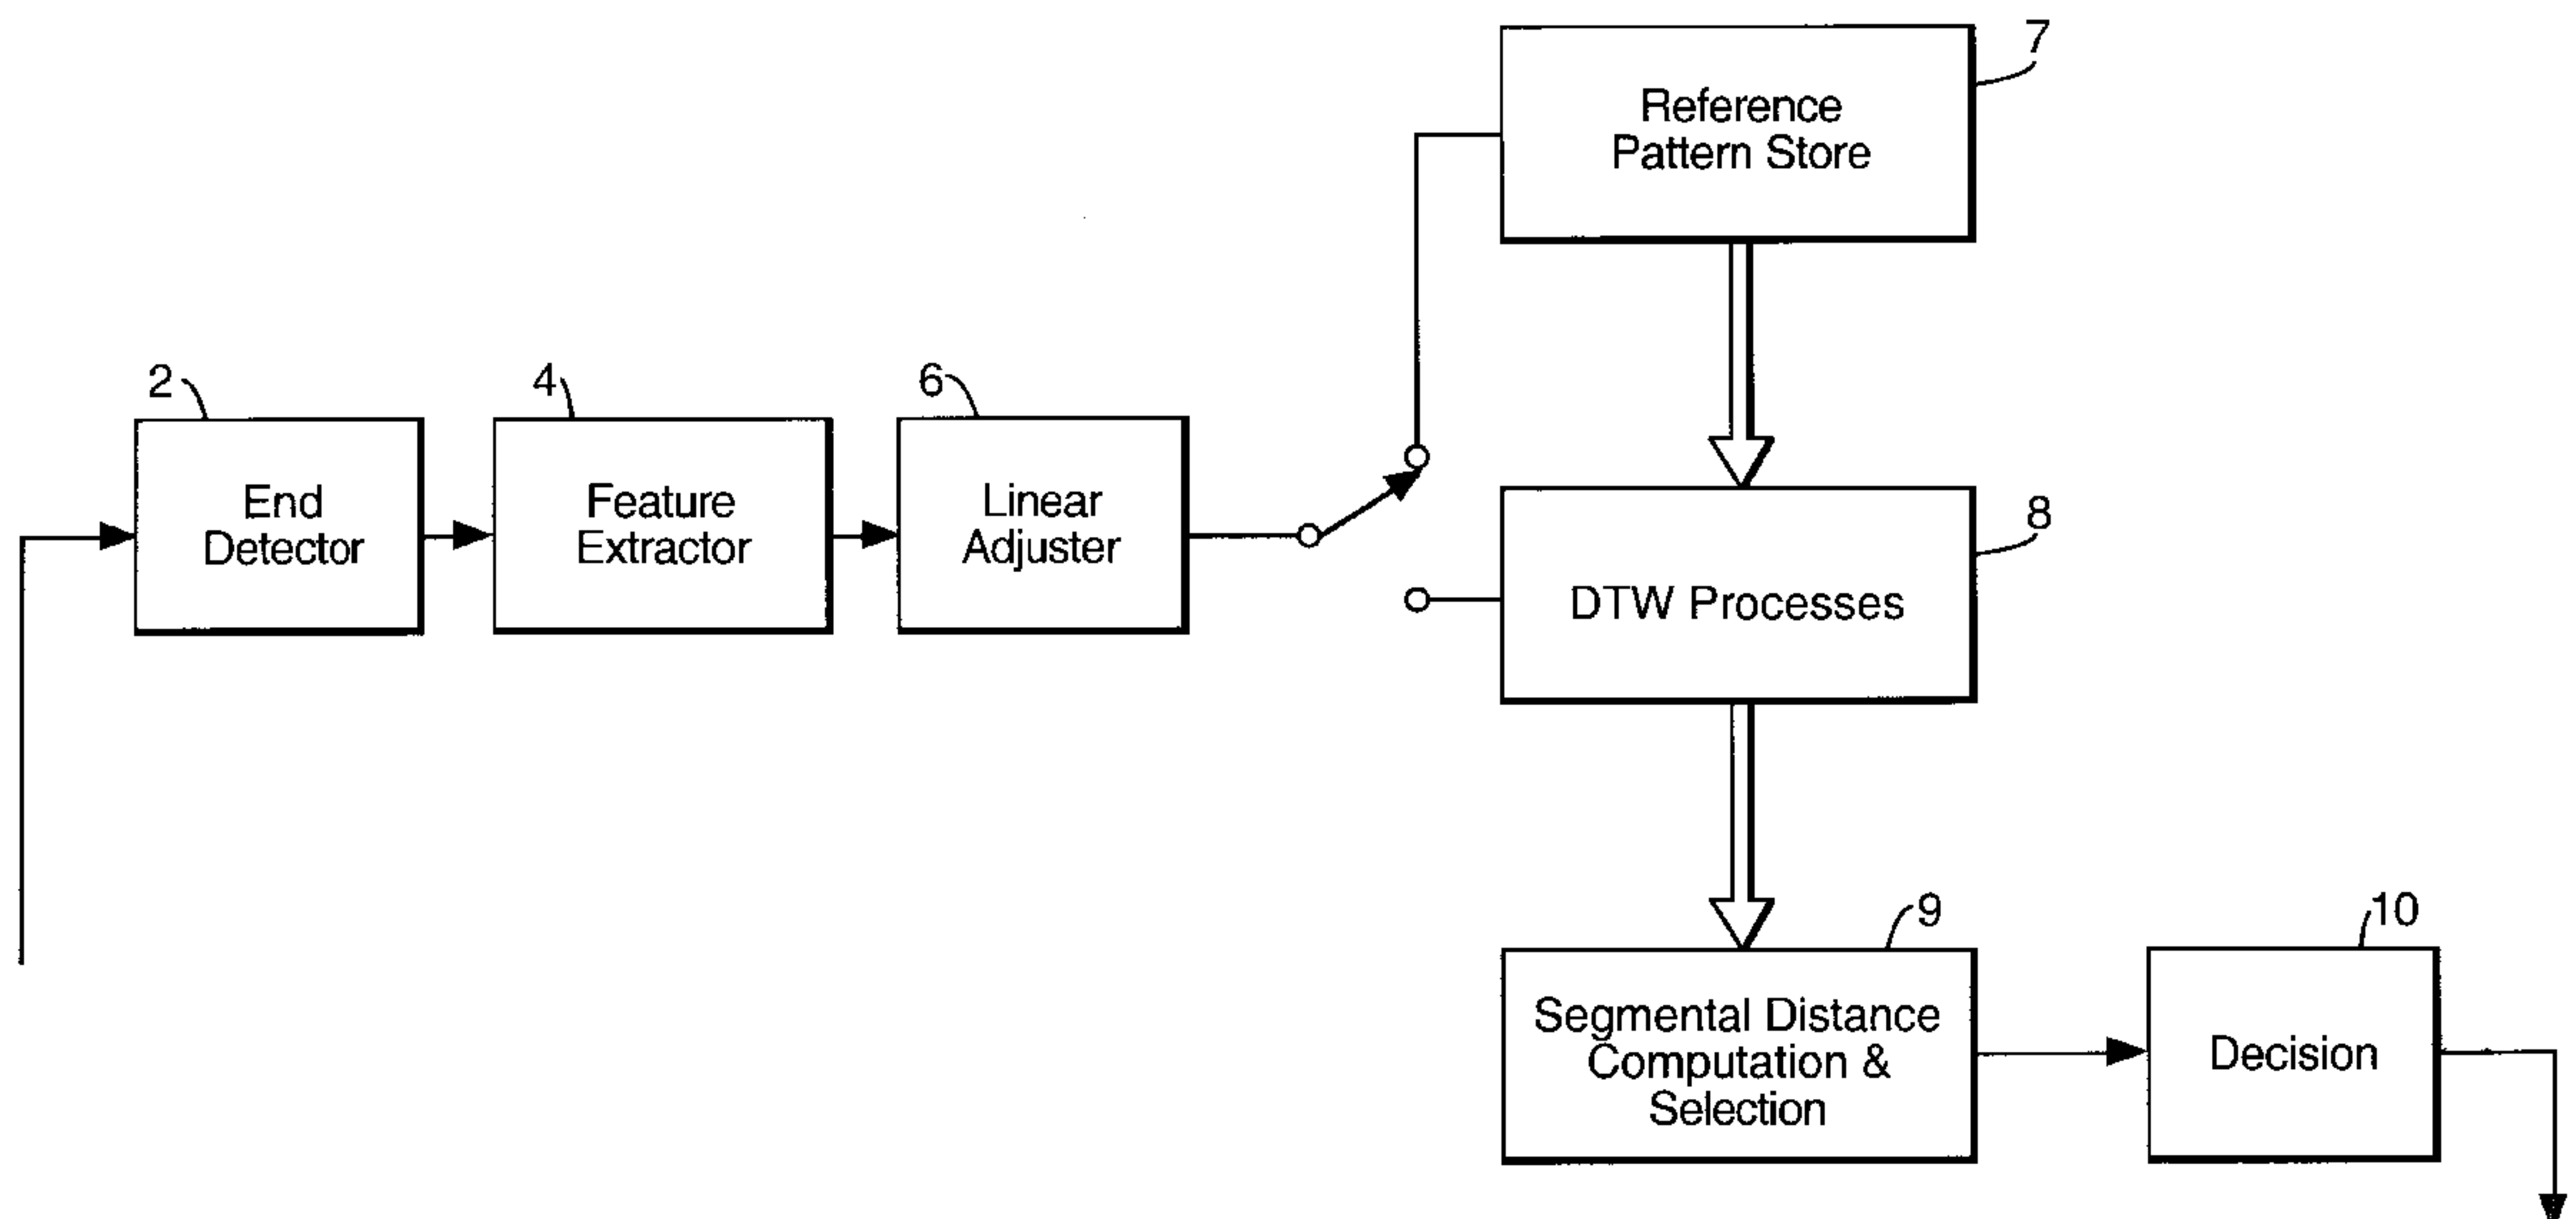 7
Reference
Pattern Store
2
4
6
End
Detector
Feature
Extractor
Linear
Adjuster
8
DTW Processes
9
10
Segmental Distance
Computation &
Selection
Decision